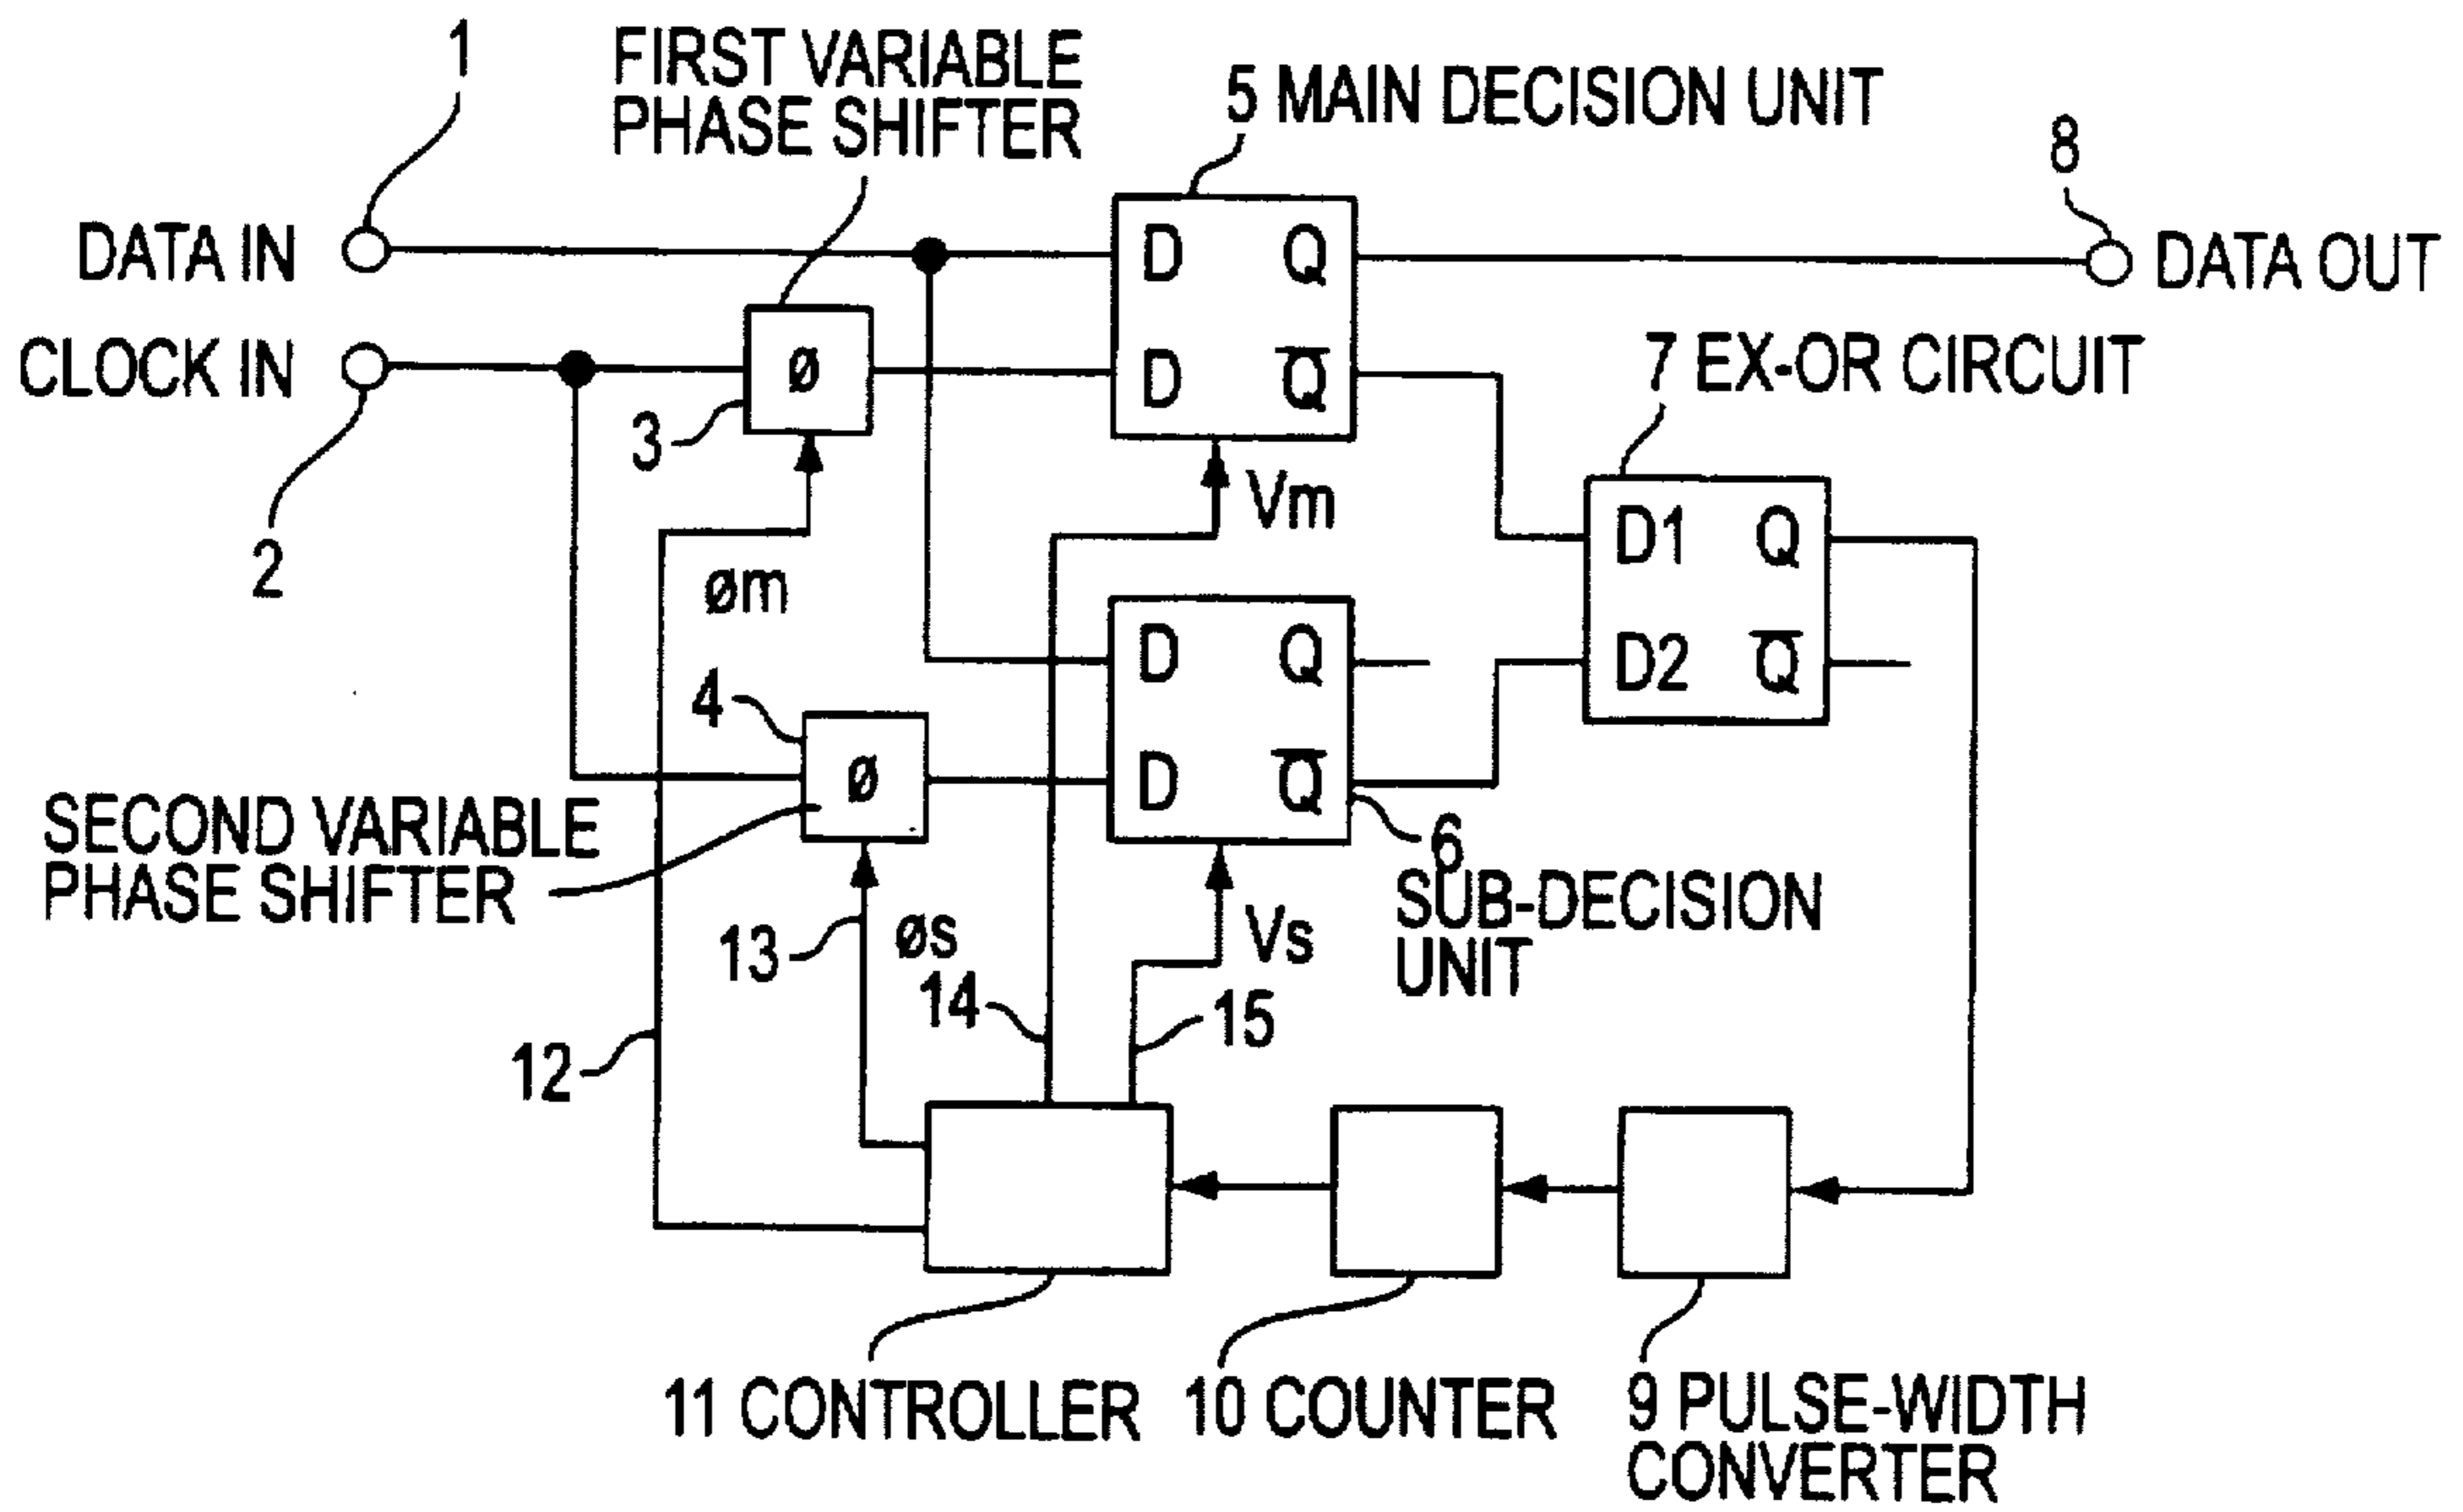 1
FIRST VARIABLE
PHASE SHIFTER
5 MAIN DECISION UNIT
8
DATA IN
D Q
DATA OUT
CLOCK IN
ø
D Q̅
7 EX-OR CIRCUIT
3
2
Vm
D1 Q
øm
D Q
D2 Q̅
4
ø
D Q̅
SECOND VARIABLE
PHASE SHIFTER
6
SUB-DECISION
UNIT
13
øs
Vs
14
15
12
11 CONTROLLER
10 COUNTER
9 PULSE-WIDTH
CONVERTER